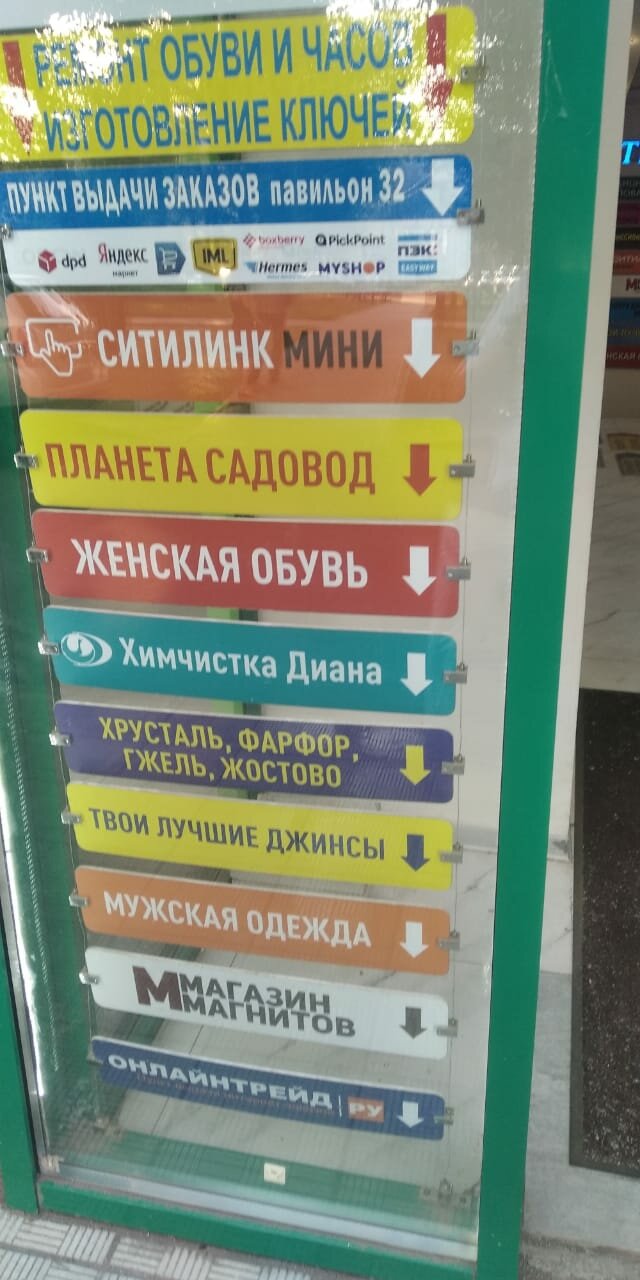 РЕМОНТ ОБУВИ И ЧАСОВ
ИЗГОТОВЛЕНИЕ КЛЮЧЕЙ
ПУНКТ ВЫДАЧИ ЗАКАЗОВ павильон 32
dpd Яндекс маркет IML boxberry PickPoint ПЭК:
Hermes MYSHOP EASYWAY
СИТИЛИНК МИНИ
ПЛАНЕТА САДОВОД
ЖЕНСКАЯ ОБУВЬ
Химчистка Диана
ХРУСТАЛЬ, ФАРФОР,
ГЖЕЛЬ, ЖОСТОВО
ТВОИ ЛУЧШИЕ ДЖИНСЫ
МУЖСКАЯ ОДЕЖДА
М МАГАЗИН
МАГНИТОВ
ОНЛАЙНТРЕЙД РУ